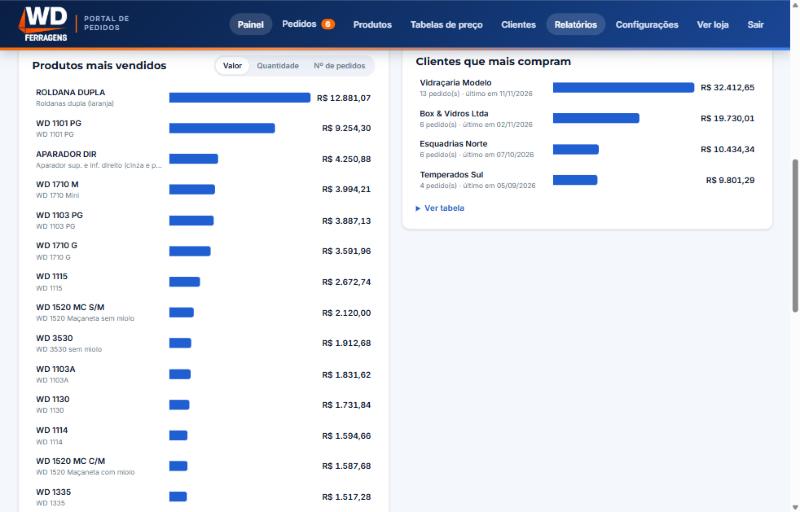 WD
FERRAGENS
PORTAL DE
PEDIDOS
Painel
Pedidos 6
Produtos
Tabelas de preço
Clientes
Relatórios
Configurações
Ver loja
Sair
Produtos mais vendidos
Valor
Quantidade
Nº de pedidos
ROLDANA DUPLA
Roldanas dupla (laranja)
R$ 12.881,07
WD 1101 PG
WD 1101 PG
R$ 9.254,30
APARADOR DIR
Aparador sup. e inf. direito (cinza e p...
R$ 4.250,88
WD 1710 M
WD 1710 Mini
R$ 3.994,21
WD 1103 PG
WD 1103 PG
R$ 3.887,13
WD 1710 G
WD 1710 G
R$ 3.591,96
WD 1115
WD 1115
R$ 2.672,74
WD 1520 MC S/M
WD 1520 Maçaneta sem miolo
R$ 2.120,00
WD 3530
WD 3530 sem miolo
R$ 1.912,68
WD 1103A
WD 1103A
R$ 1.831,62
WD 1130
WD 1130
R$ 1.731,84
WD 1114
WD 1114
R$ 1.594,66
WD 1520 MC C/M
WD 1520 Maçaneta com miolo
R$ 1.587,68
WD 1335
WD 1335
R$ 1.517,28
Clientes que mais compram
Vidraçaria Modelo
13 pedido(s) · último em 11/11/2026
R$ 32.412,65
Box & Vidros Ltda
6 pedido(s) · último em 02/11/2026
R$ 19.730,01
Esquadrias Norte
6 pedido(s) · último em 07/10/2026
R$ 10.434,34
Temperados Sul
4 pedido(s) · último em 05/09/2026
R$ 9.801,29
Ver tabela